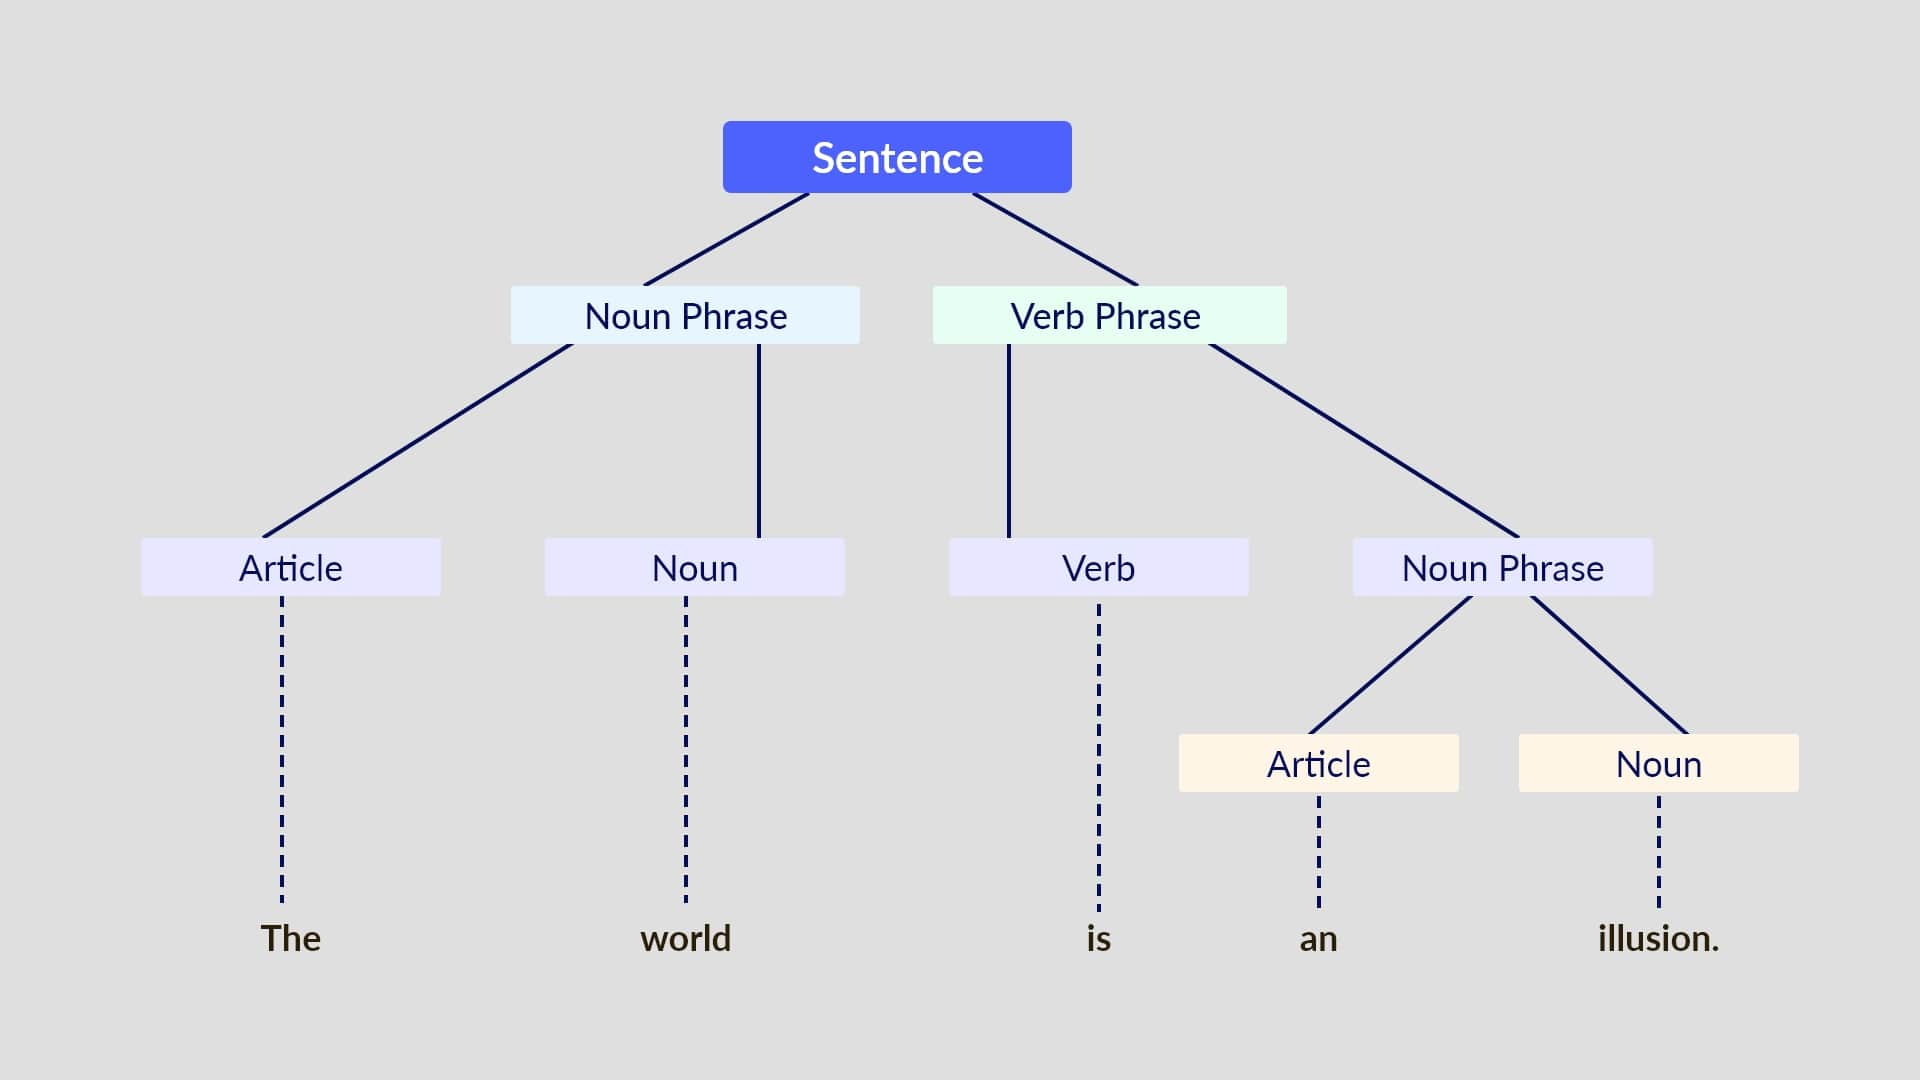 Sentence
Noun Phrase Verb Phrase
Article Noun Verb Noun Phrase
Article Noun
The world is an illusion.